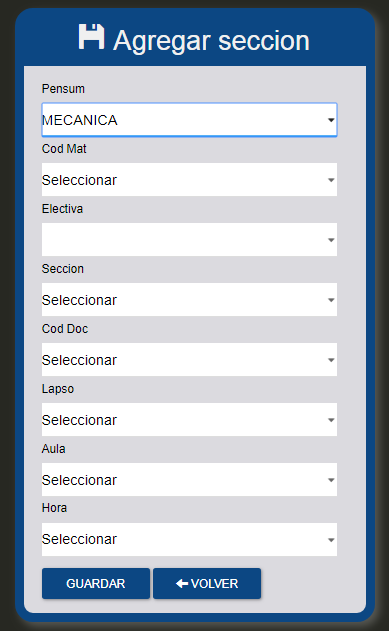 Agregar seccion
Pensum
MECANICA
Cod Mat
Seleccionar
Electiva
Seccion
Seleccionar
Cod Doc
Seleccionar
Lapso
Seleccionar
Aula
Seleccionar
Hora
Seleccionar
GUARDAR VOLVER